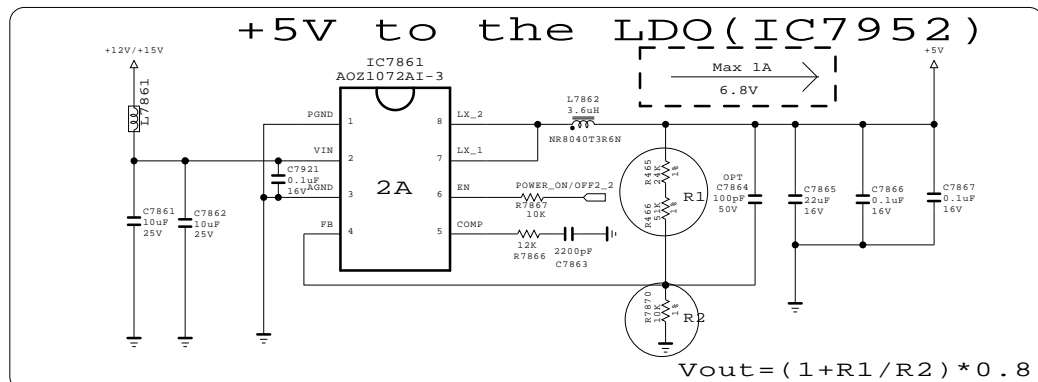 +5V to the LDO(IC7952)
+12V/+15V
L7861
IC7861
AOZ1072AI-3
Max 1A
6.8V
+5V
L7862
3.6uH
NR8040T3R6N
PGND
1
8
LX_2
VIN
2
7
LX_1
2A
AGND
3
6
EN
FB
4
5
COMP
C7921
0.1uF
16V
C7861
10uF
25V
C7862
10uF
25V
POWER_ON/OFF2_2
R7867
10K
12K
R7866
2200pF
C7863
R465
24K
1%
R466
51K
1%
R1
OPT
C7864
100pF
50V
C7865
22uF
16V
C7866
0.1uF
16V
C7867
0.1uF
16V
R7870
10K
1%
R2
Vout=(1+R1/R2)*0.8